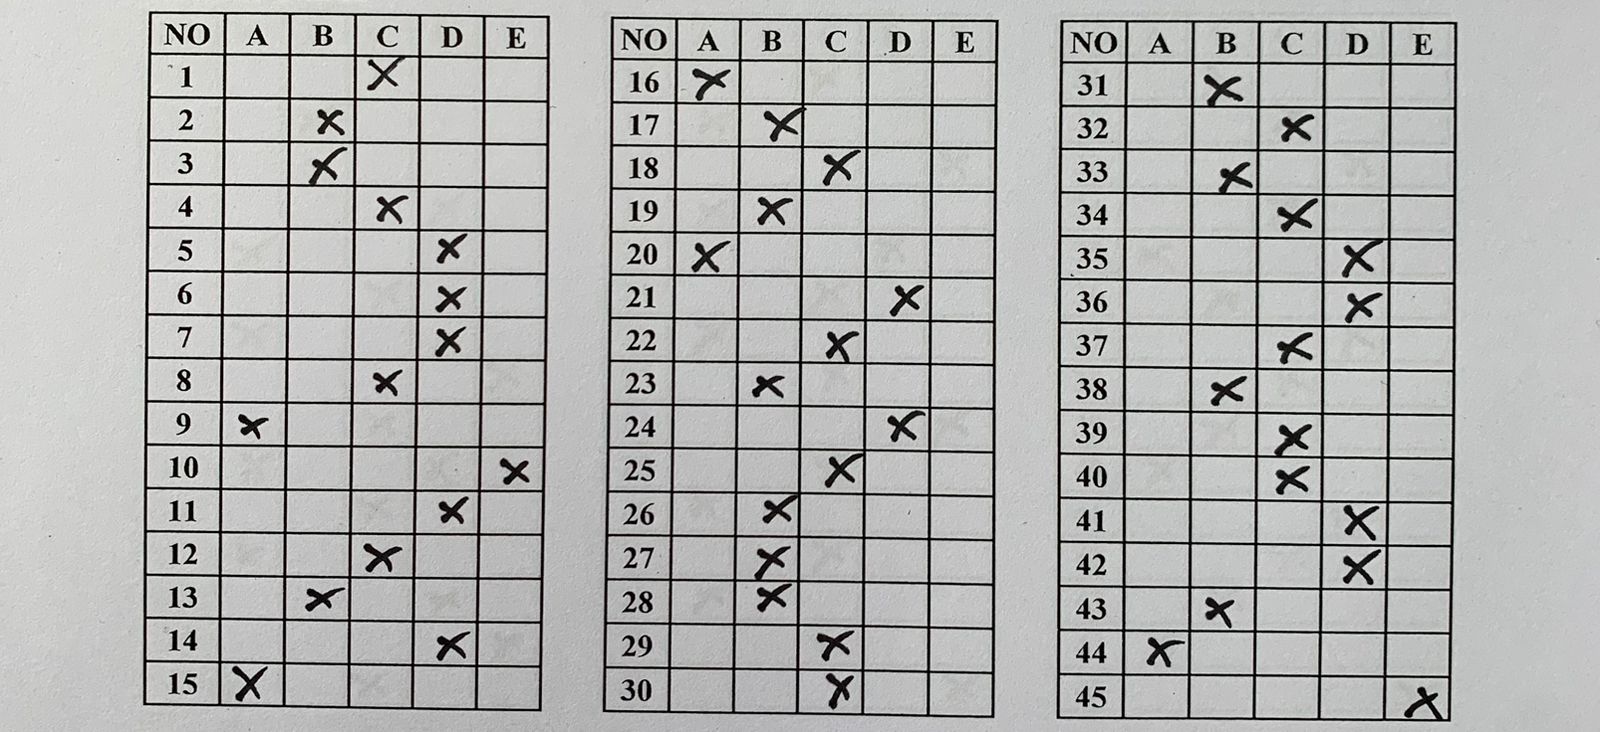 NO A B C D E
1 X
2 X
3 X
4 X
5 X
6 X
7 X
8 X
9 X
10 X
11 X
12 X
13 X
14 X
15 X
NO A B C D E
16 X
17 X
18 X
19 X
20 X
21 X
22 X
23 X
24 X
25 X
26 X
27 X
28 X
29 X
30 X
NO A B C D E
31 X
32 X
33 X
34 X
35 X
36 X
37 X
38 X
39 X
40 X
41 X
42 X
43 X
44 X
45 X